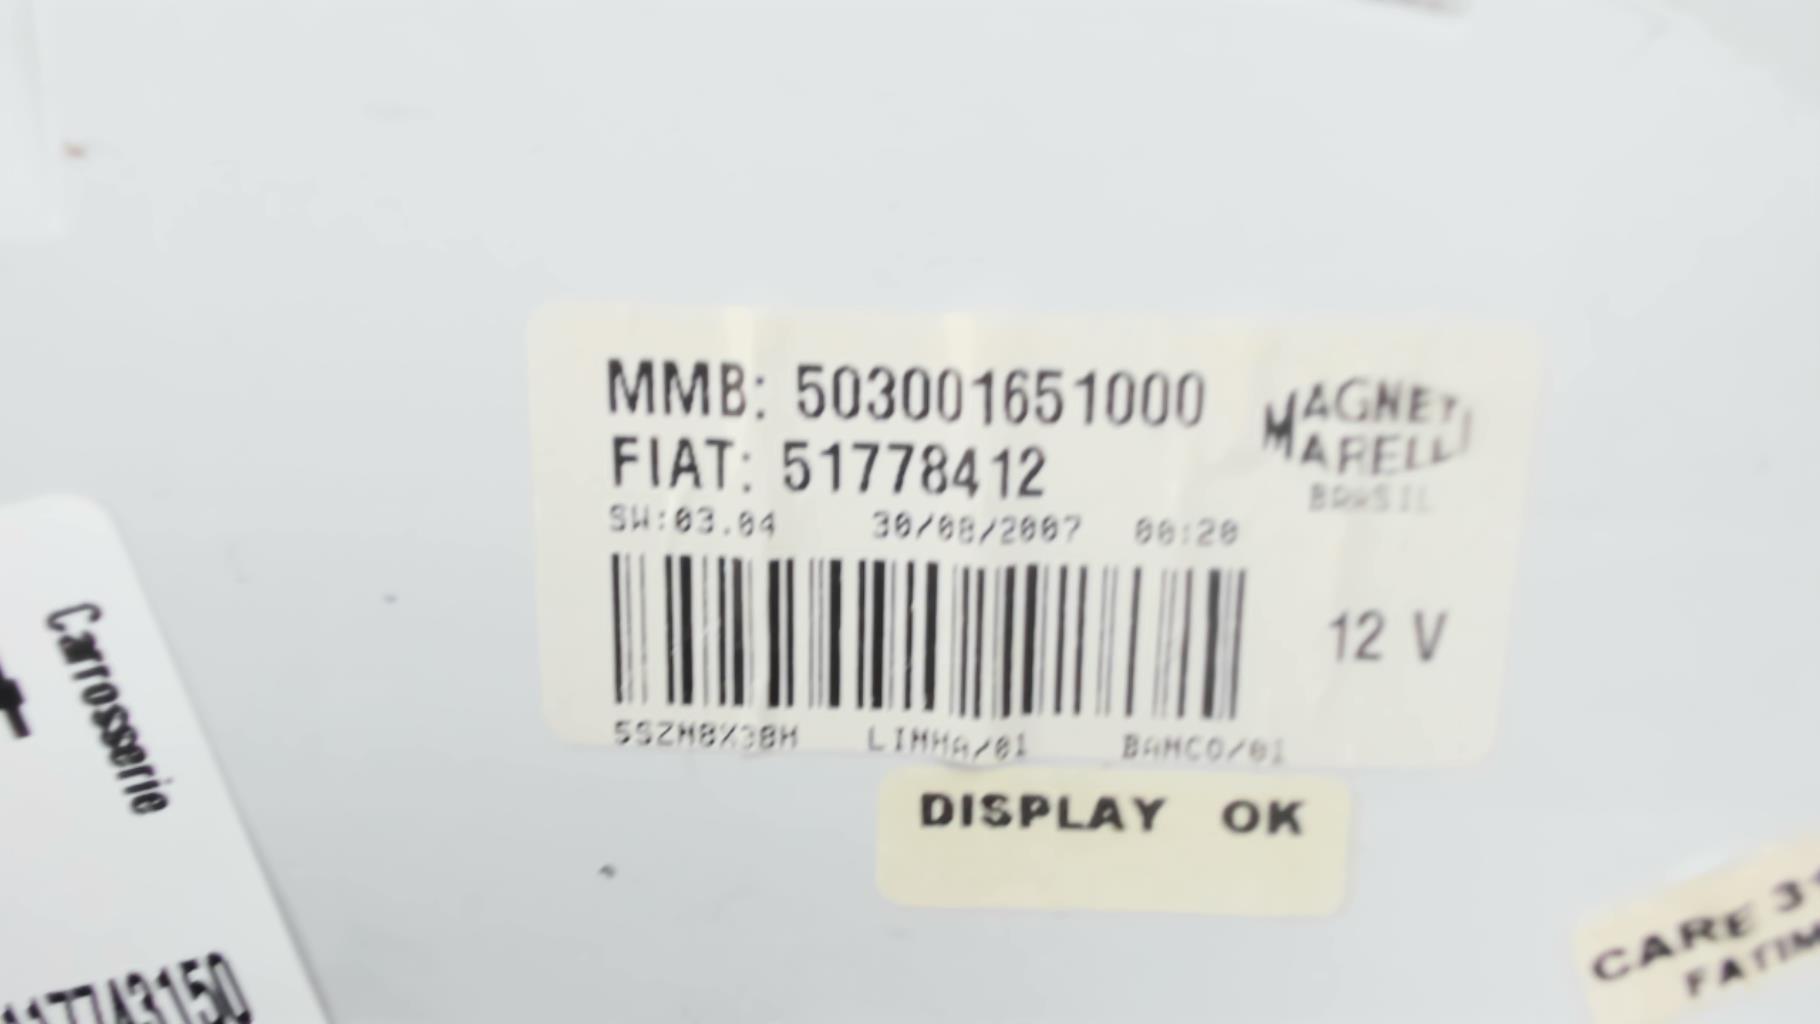 MMB: 503001651000
FIAT: 51778412
MAGNETI
MARELLI
BRASIL
SW:03.04 30/08/2007 00:20
12 V
LINHA/01 BANCO/01
DISPLAY OK
Carrosserie
CARE